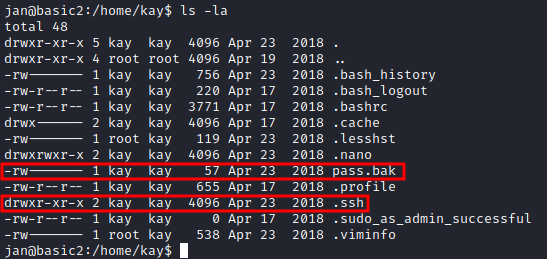 jan@basic2:/home/kay$ ls -la
total 48
drwxr-xr-x 5 kay  kay  4096 Apr 23  2018 .
drwxr-xr-x 4 root root 4096 Apr 19  2018 ..
-rw------- 1 kay  kay   756 Apr 23  2018 .bash_history
-rw-r--r-- 1 kay  kay   220 Apr 17  2018 .bash_logout
-rw-r--r-- 1 kay  kay  3771 Apr 17  2018 .bashrc
drwx------ 2 kay  kay  4096 Apr 17  2018 .cache
-rw------- 1 root kay   119 Apr 23  2018 .lesshst
drwxrwxr-x 2 kay  kay  4096 Apr 23  2018 .nano
-rw------- 1 kay  kay    57 Apr 23  2018 pass.bak
-rw-r--r-- 1 kay  kay   655 Apr 17  2018 .profile
drwxr-xr-x 2 kay  kay  4096 Apr 23  2018 .ssh
-rw-r--r-- 1 kay  kay     0 Apr 17  2018 .sudo_as_admin_successful
-rw------- 1 root kay   538 Apr 23  2018 .viminfo
jan@basic2:/home/kay$